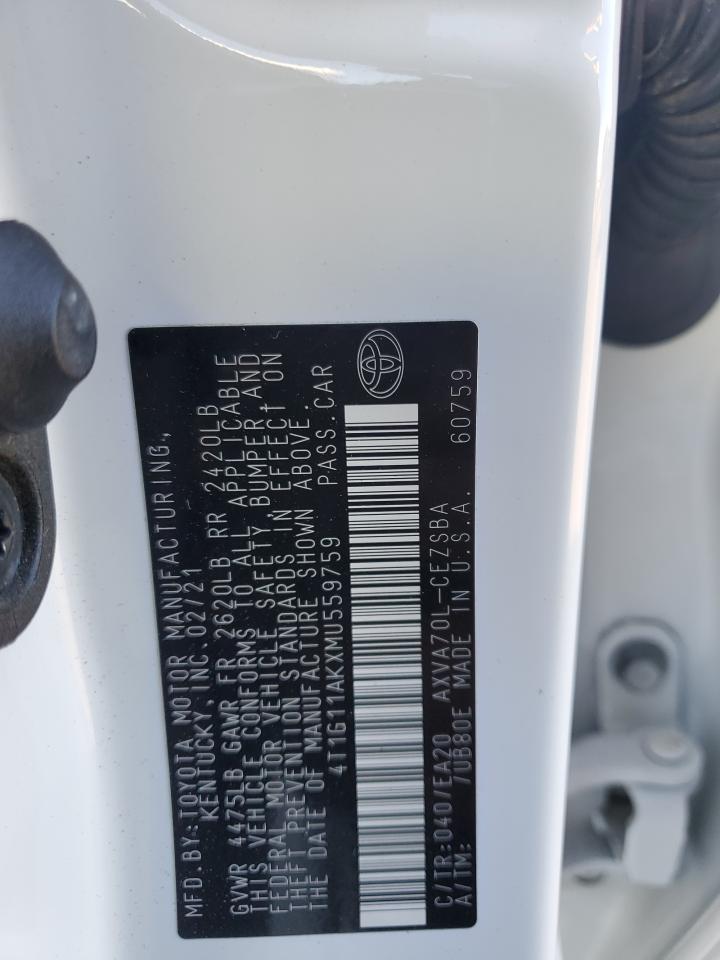 MFD.BY:TOYOTA MOTOR MANUFACTURING,
KENTUCKY, INC. 02/21
GVWR 4475LB GAWR FR 2620LB RR 2420LB
THIS VEHICLE CONFORMS TO ALL APPLICABLE
FEDERAL MOTOR VEHICLE SAFETY, BUMPER, AND
THEFT PREVENTION STANDARDS IN EFFECT ON
THE DATE OF MANUFACTURE SHOWN ABOVE.
4T1G11AKXMU559759 PASS.CAR
C/TR:040/EA20 AXVA70L-CEZSBA
A/TM: /UB80E MADE IN U.S.A. 60759